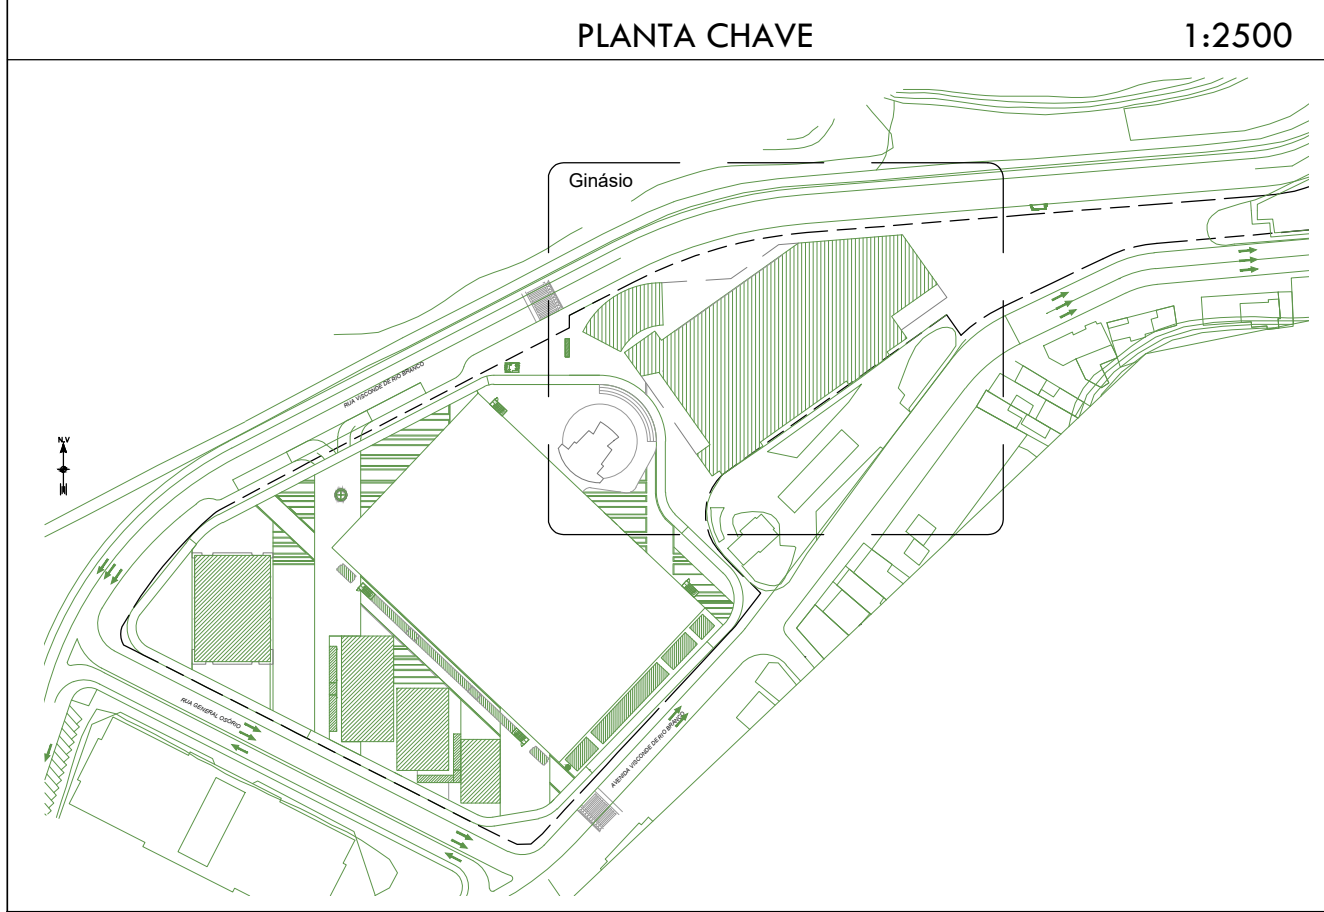 PLANTA CHAVE 1:2500
Ginásio
RUA VISCONDE DE RIO BRANCO
N.V
RUA GENERAL OSÓRIO
AVENIDA VISCONDE DE RIO BRANCO